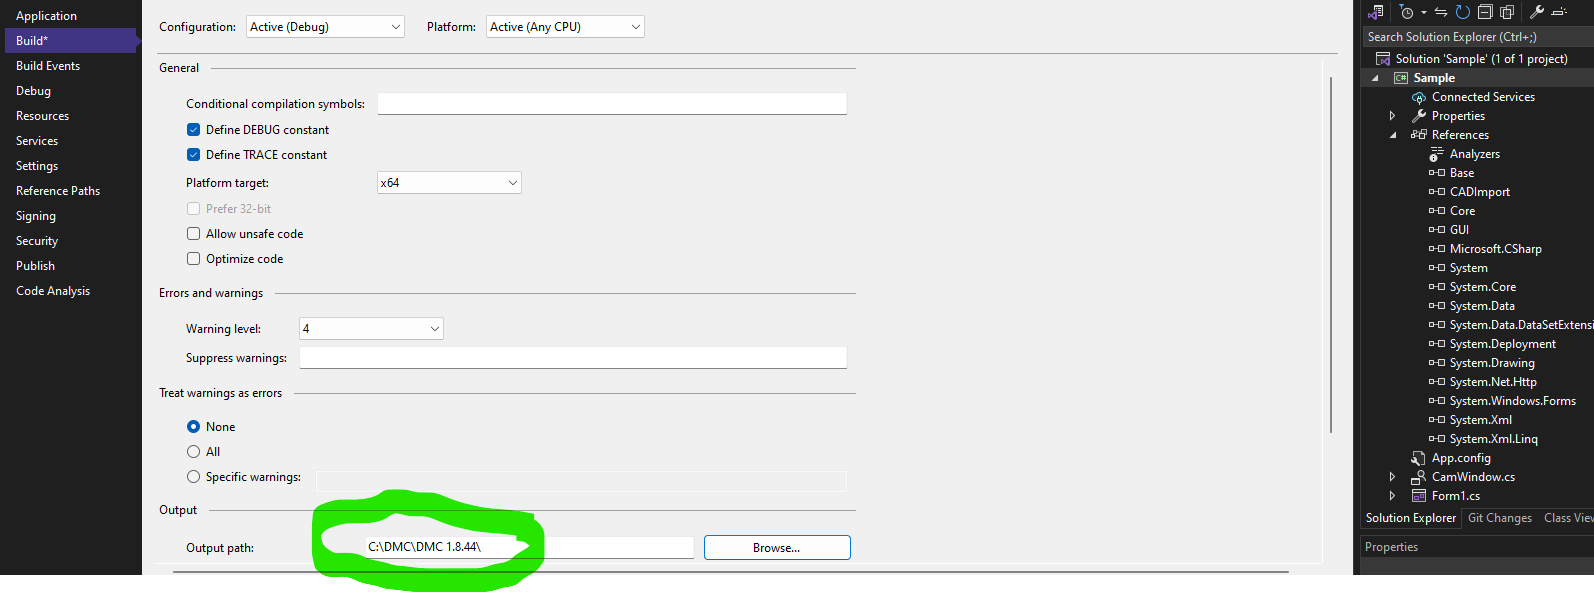 Application
Build*
Build Events
Debug
Resources
Services
Settings
Reference Paths
Signing
Security
Publish
Code Analysis
Configuration: Active (Debug) Platform: Active (Any CPU)
General
Conditional compilation symbols:
Define DEBUG constant
Define TRACE constant
Platform target: x64
Prefer 32-bit
Allow unsafe code
Optimize code
Errors and warnings
Warning level: 4
Suppress warnings:
Treat warnings as errors
None
All
Specific warnings:
Output
Output path: C:\DMC\DMC 1.8.44\ Browse...
Search Solution Explorer (Ctrl+;)
Solution 'Sample' (1 of 1 project)
C# Sample
Connected Services
Properties
References
Analyzers
Base
CADImport
Core
GUI
Microsoft.CSharp
System
System.Core
System.Data
System.Data.DataSetExtensi
System.Deployment
System.Drawing
System.Net.Http
System.Windows.Forms
System.Xml
System.Xml.Linq
App.config
CamWindow.cs
Form1.cs
Solution Explorer Git Changes Class View
Properties